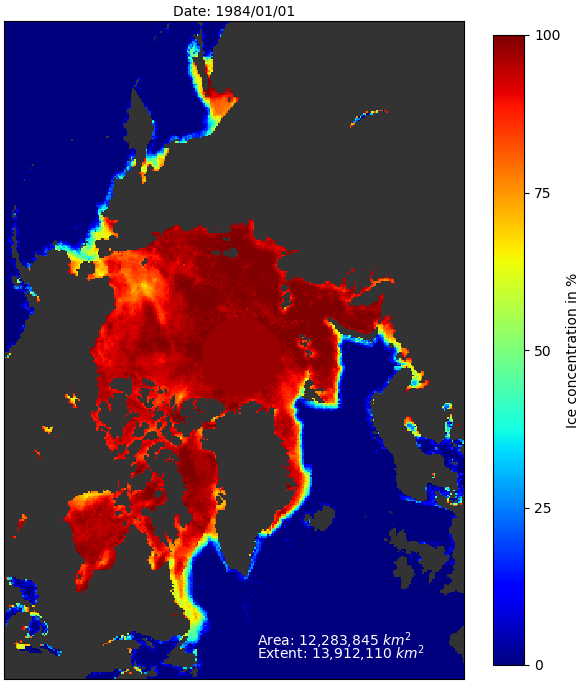 Date: 1984/01/01
100
75
50
25
0
Ice concentration in %
Area: 12,283,845 km²
Extent: 13,912,110 km²